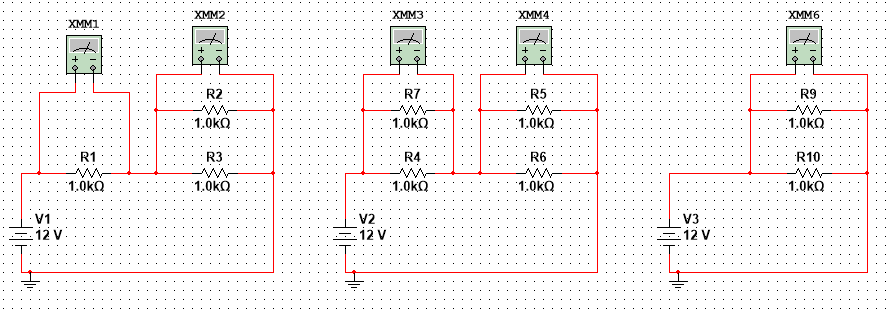 XMM1
XMM2
R2
1.0kΩ
R1
1.0kΩ
R3
1.0kΩ
V1
12 V
XMM3
XMM4
R7
1.0kΩ
R5
1.0kΩ
R4
1.0kΩ
R6
1.0kΩ
V2
12 V
XMM6
R9
1.0kΩ
R10
1.0kΩ
V3
12 V